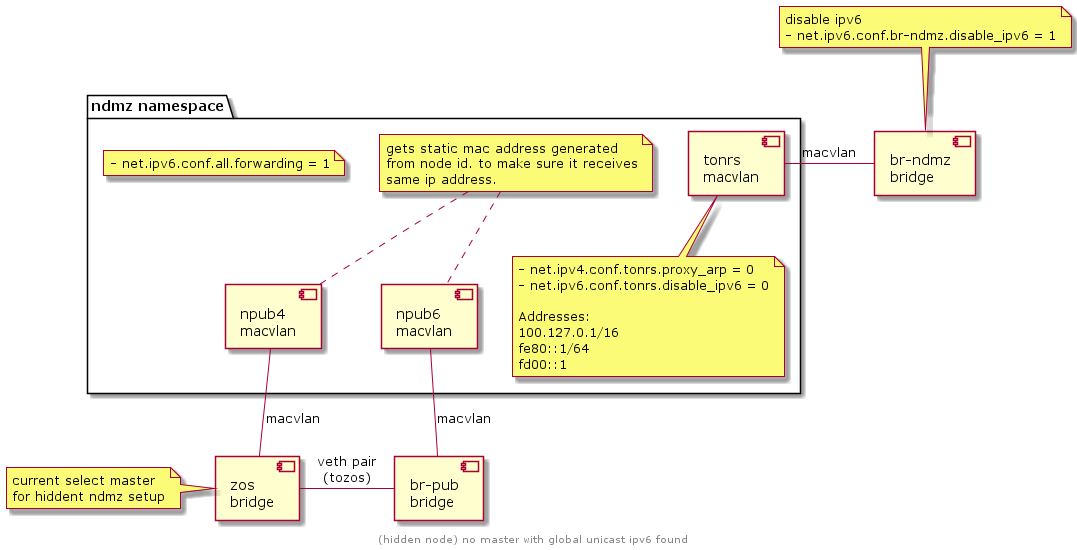 disable ipv6
- net.ipv6.conf.br-ndmz.disable_ipv6 = 1
ndmz namespace
- net.ipv6.conf.all.forwarding = 1
gets static mac address generated
from node id. to make sure it receives
same ip address.
tonrs
macvlan
macvlan
br-ndmz
bridge
- net.ipv4.conf.tonrs.proxy_arp = 0
- net.ipv6.conf.tonrs.disable_ipv6 = 0
Addresses:
100.127.0.1/16
fe80::1/64
fd00::1
npub4
macvlan
npub6
macvlan
macvlan
macvlan
current select master
for hiddent ndmz setup
zos
bridge
veth pair
(tozos)
br-pub
bridge
(hidden node) no master with global unicast ipv6 found